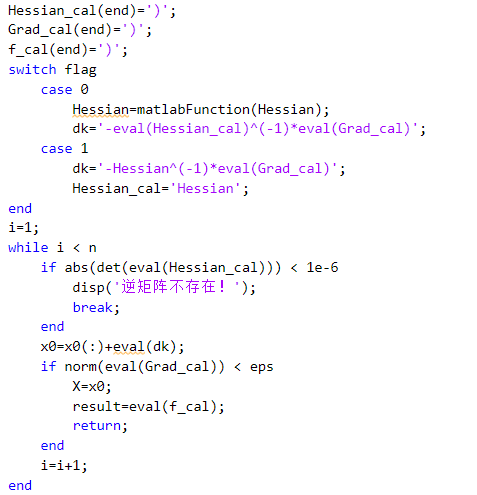 Hessian_cal(end)=')';
Grad_cal(end)=')';
f_cal(end)=')';
switch flag
    case 0
        Hessian=matlabFunction(Hessian);
        dk='-eval(Hessian_cal)^(-1)*eval(Grad_cal)';
    case 1
        dk='-Hessian^(-1)*eval(Grad_cal)';
        Hessian_cal='Hessian';
end
i=1;
while i < n
    if abs(det(eval(Hessian_cal))) < 1e-6
        disp('逆矩阵不存在！');
        break;
    end
    x0=x0(:)+eval(dk);
    if norm(eval(Grad_cal)) < eps
        X=x0;
        result=eval(f_cal);
        return;
    end
    i=i+1;
end